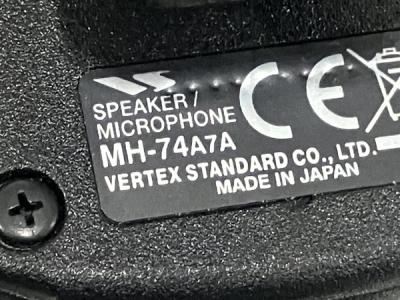 SPEAKER/
MICROPHONE
MH-74A7A
VERTEX STANDARD CO., LTD.
MADE IN JAPAN
CE